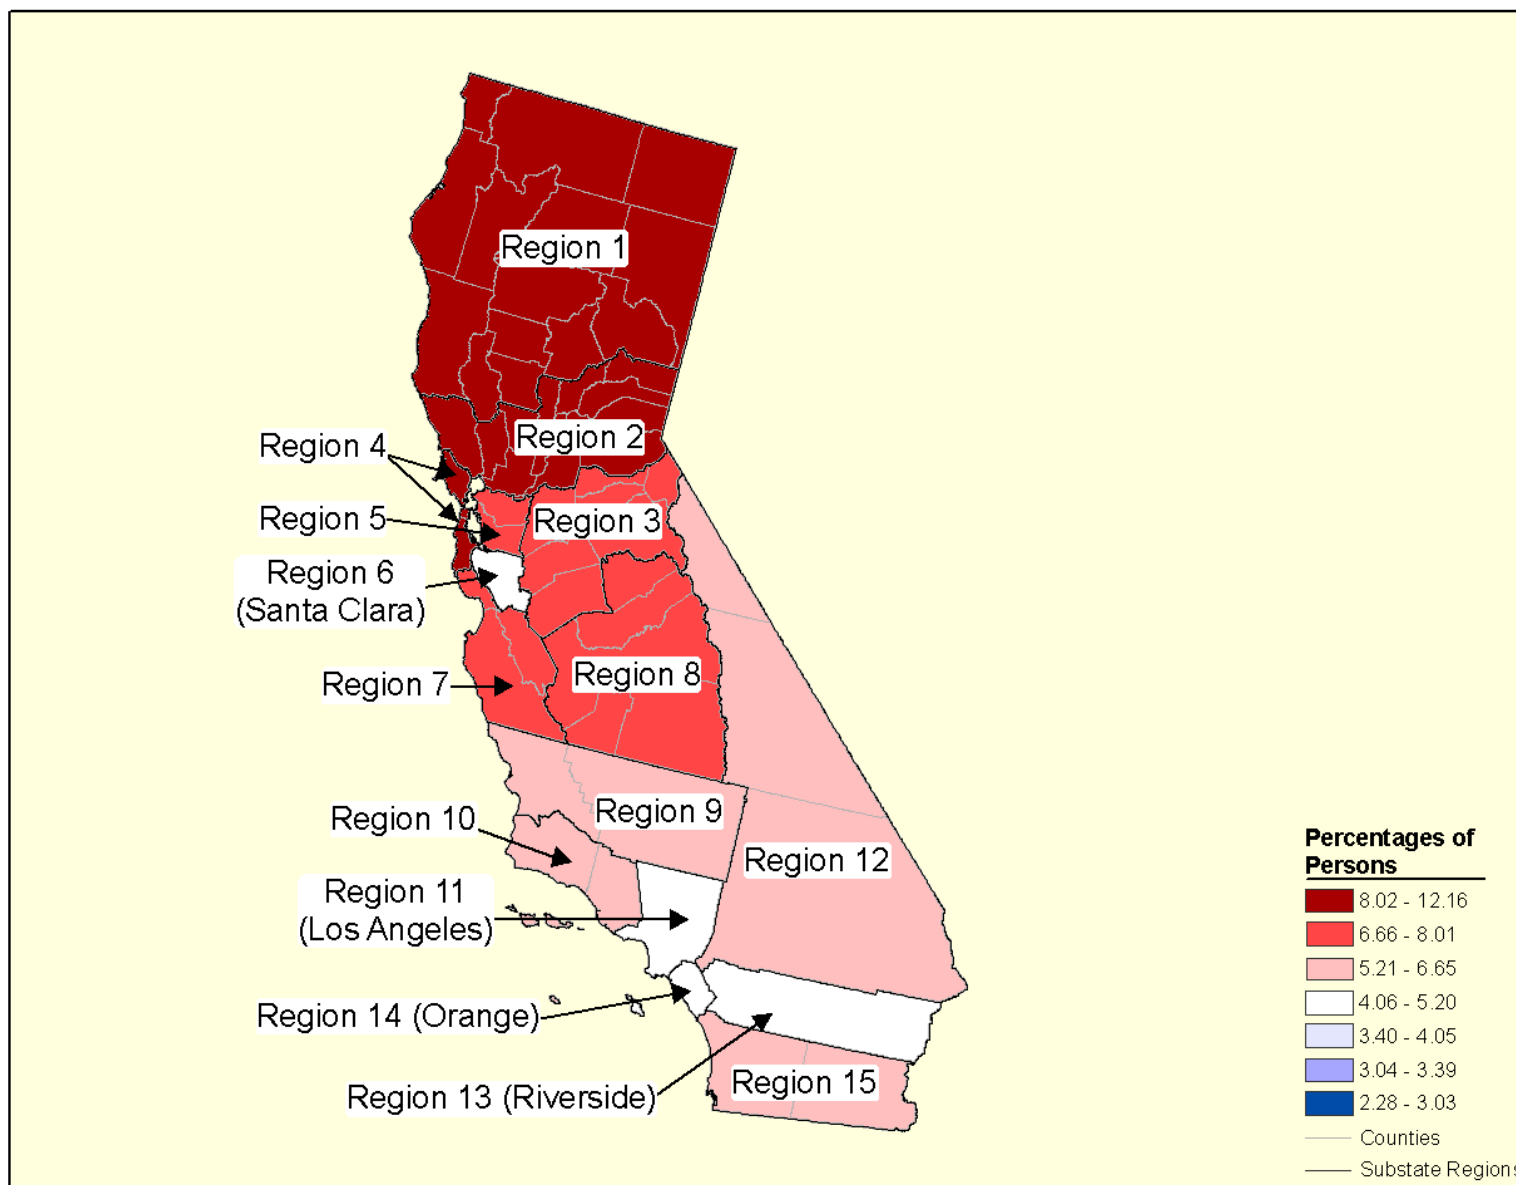 Region 1
Region 2
Region 4
Region 5
Region 3
Region 6
(Santa Clara)
Region 7
Region 8
Region 9
Region 10
Region 12
Region 11
(Los Angeles)
Region 14 (Orange)
Region 13 (Riverside)
Region 15
Percentages of
Persons
8.02 - 12.16
6.66 - 8.01
5.21 - 6.65
4.06 - 5.20
3.40 - 4.05
3.04 - 3.39
2.28 - 3.03
Counties
Substate Regions